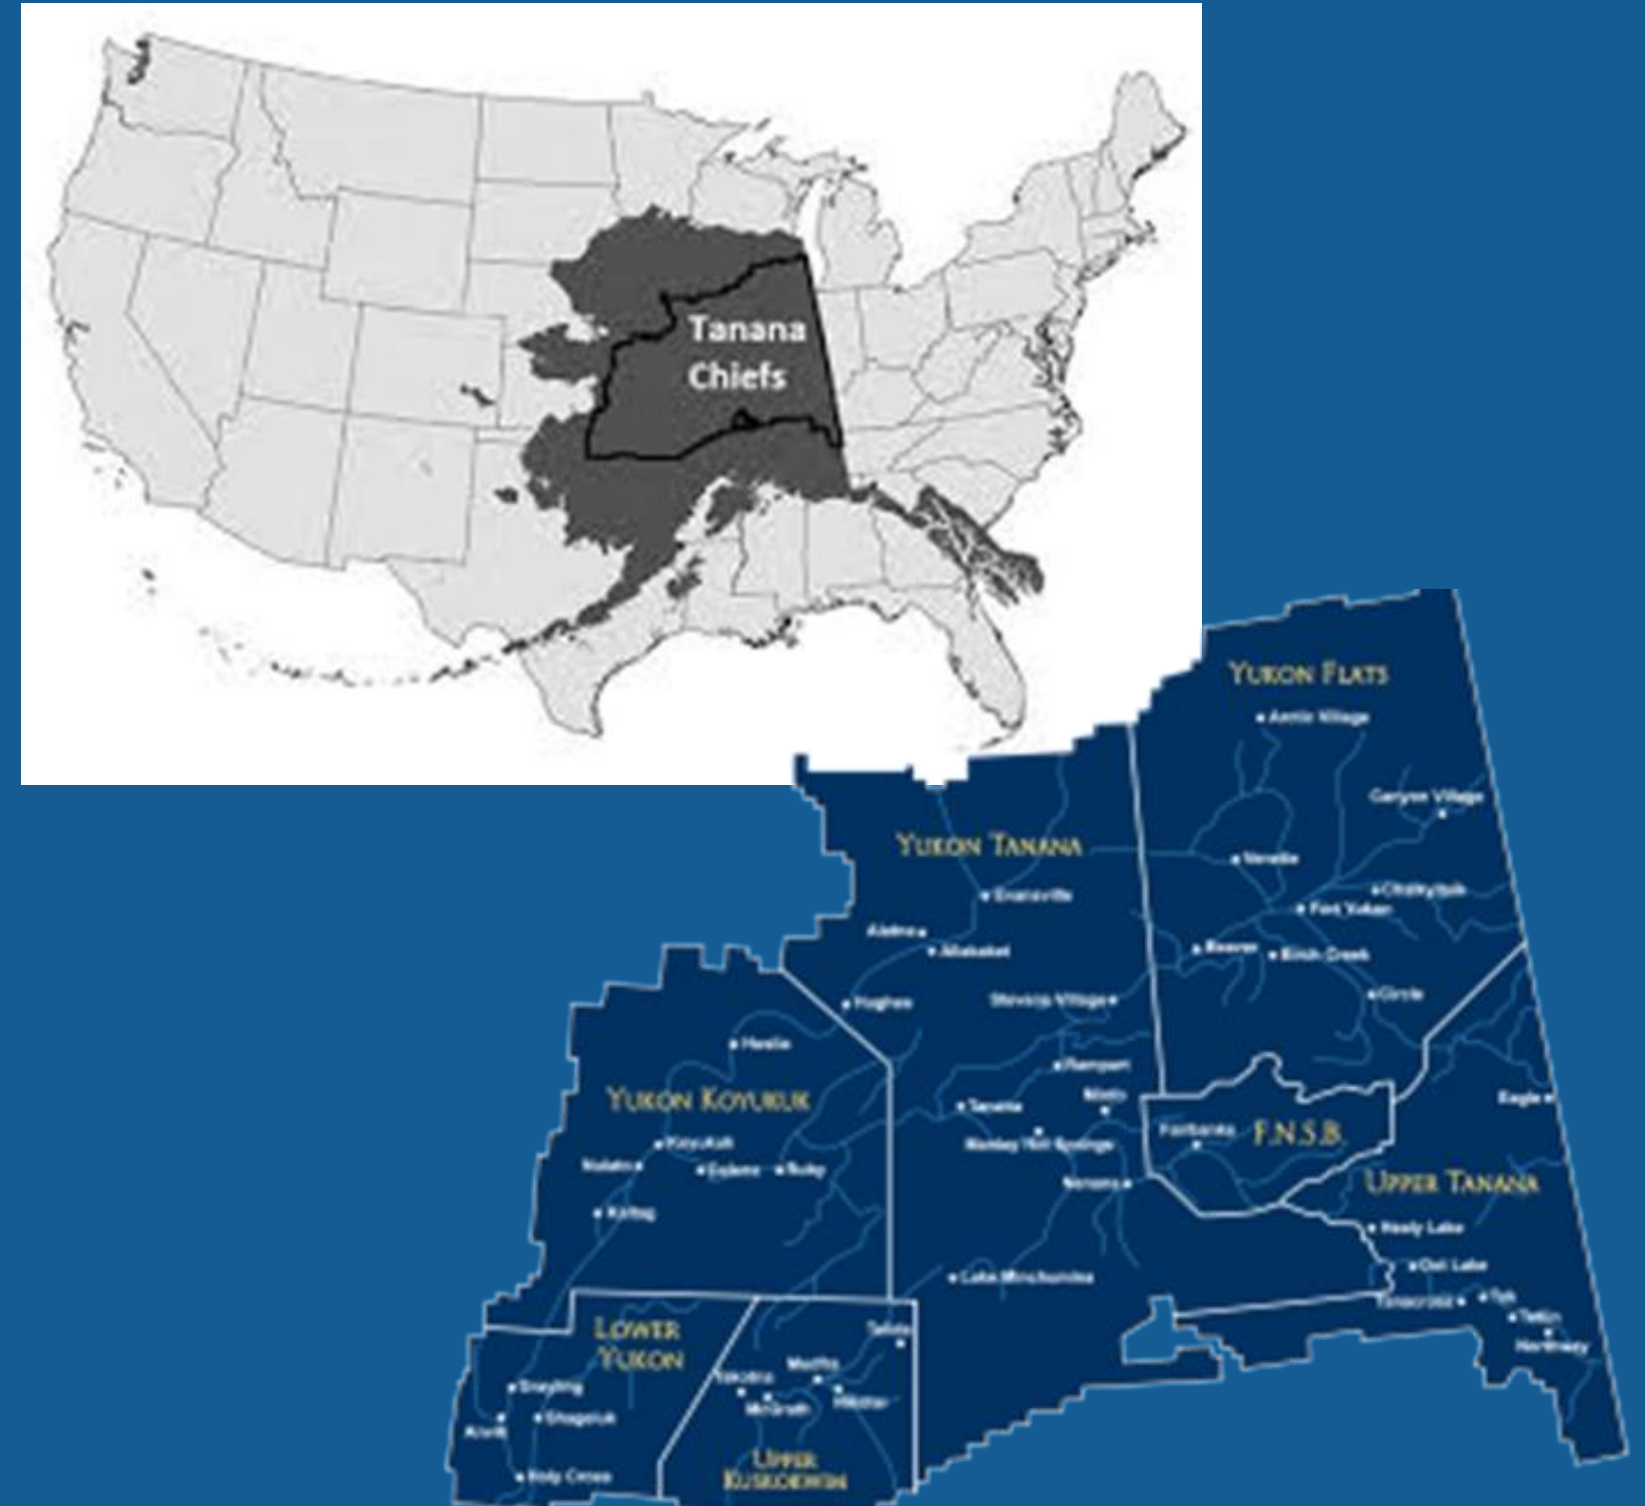 Tanana
Chiefs
YUKON FLATS
Arctic Village
Canyon Village
YUKON TANANA
Venetie
Evansville
Chalkyitsik
Fort Yukon
Alatna
Allakaket
Beaver
Birch Creek
Hughes
Stevens Village
Circle
Huslia
Rampart
YUKON KOYUKUK
Tanana
Minto
Eagle
Fairbanks
F.N.S.B.
Koyukuk
Manley Hot Springs
Nulato
Galena
Ruby
Nenana
UPPER TANANA
Kaltag
Healy Lake
Dot Lake
Lake Minchumina
Tanacross
Tok
Tetlin
Northway
LOWER
YUKON
Telida
Medfra
Takotna
Nikolai
McGrath
Grayling
Shageluk
Anvik
UPPER
KUSKOKWIM
Holy Cross